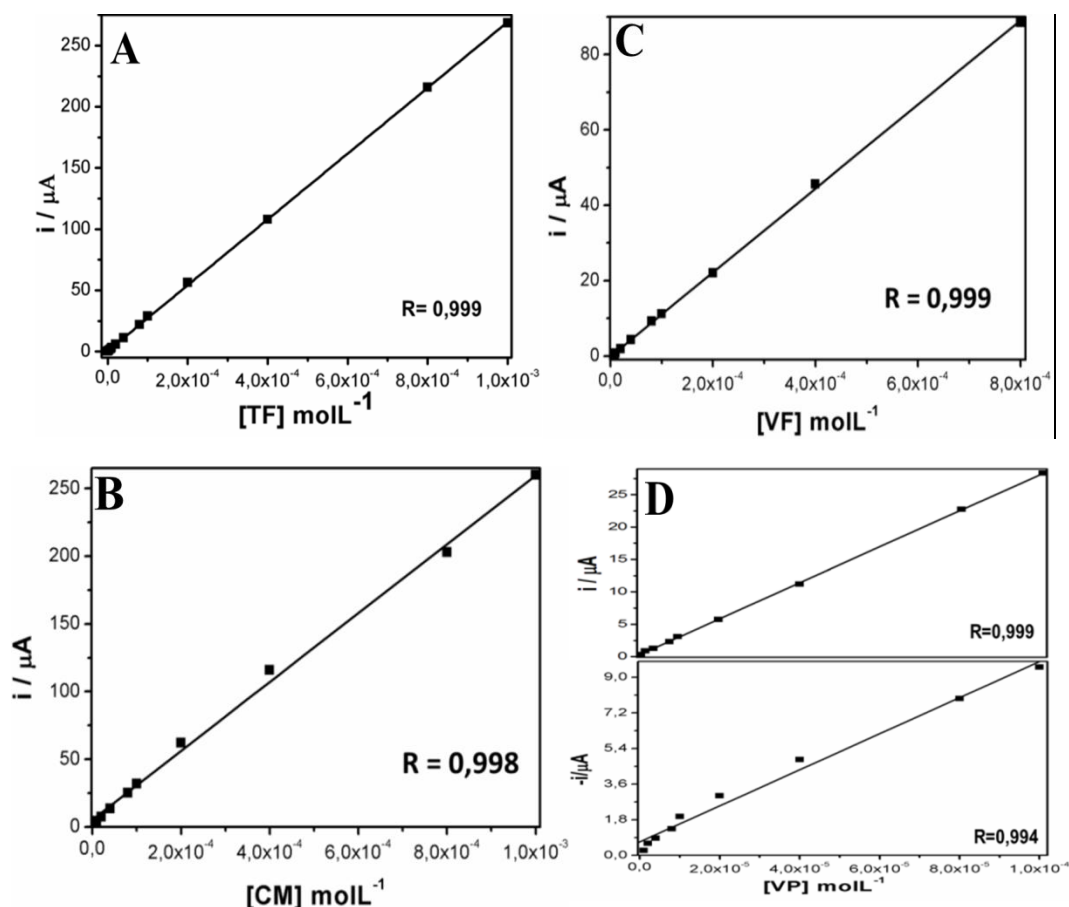 A
250
200
150
100
50
0
i / µA
R= 0,999
0,0 2,0x10⁻⁴ 4,0x10⁻⁴ 6,0x10⁻⁴ 8,0x10⁻⁴ 1,0x10⁻³
[TF] molL⁻¹
C
80
60
40
20
0
i / µA
R = 0,999
0,0 2,0x10⁻⁴ 4,0x10⁻⁴ 6,0x10⁻⁴ 8,0x10⁻⁴
[VF] molL⁻¹
B
250
200
150
100
50
0
i / µA
R = 0,998
0,0 2,0x10⁻⁴ 4,0x10⁻⁴ 6,0x10⁻⁴ 8,0x10⁻⁴ 1,0x10⁻³
[CM] molL⁻¹
D
25
20
15
10
5
0
i / µA
R=0,999
9,0
7,2
5,4
3,6
1,8
0,0
-i/µA
R=0,994
0,0 2,0x10⁻⁵ 4,0x10⁻⁵ 6,0x10⁻⁵ 8,0x10⁻⁵ 1,0x10⁻⁴
[VP] molL⁻¹